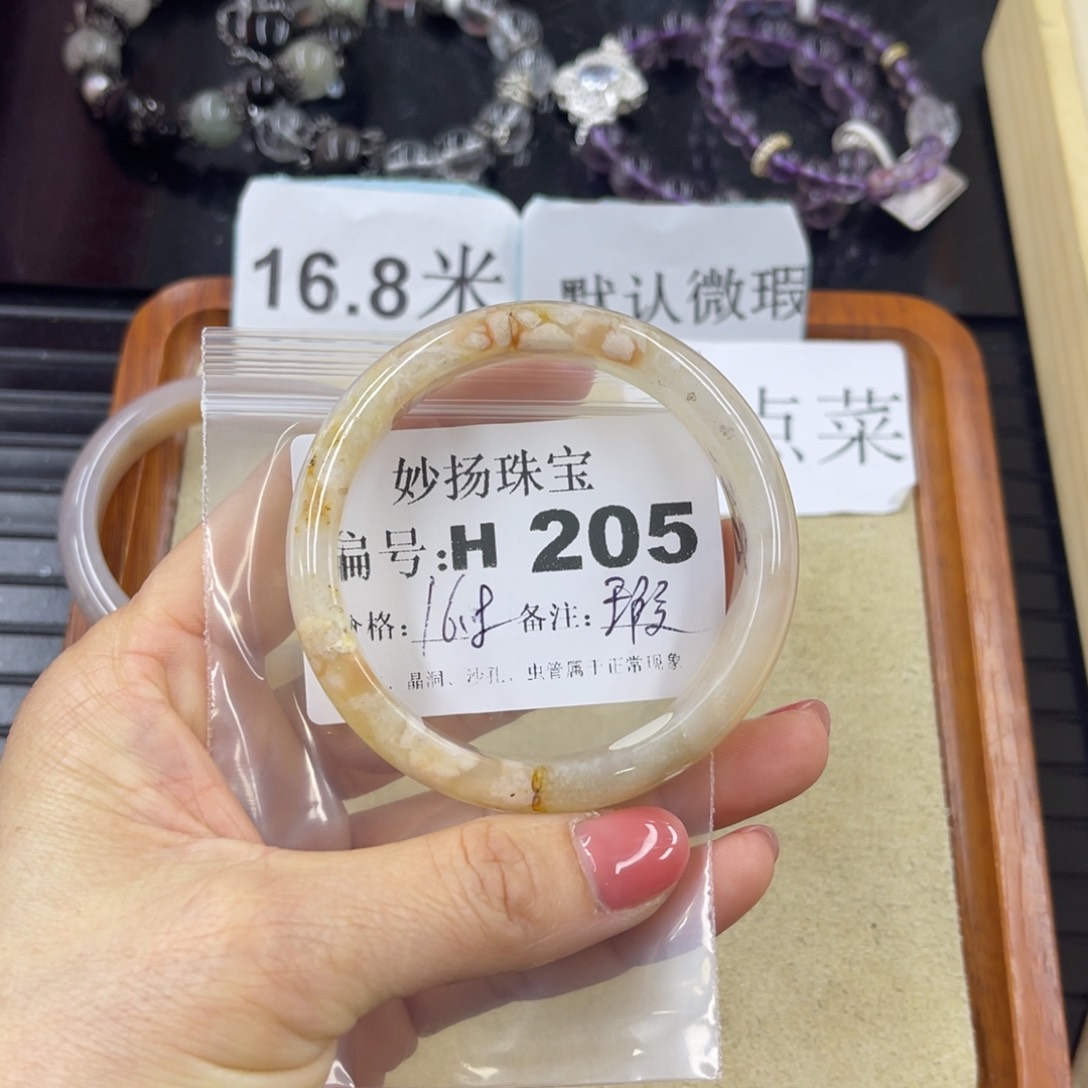 16.8米
默认微瑕
点菜
妙扬珠宝
编号:H 205
价格: 16.8 备注: 瑕
晶洞、沙孔、虫管属于正常现象